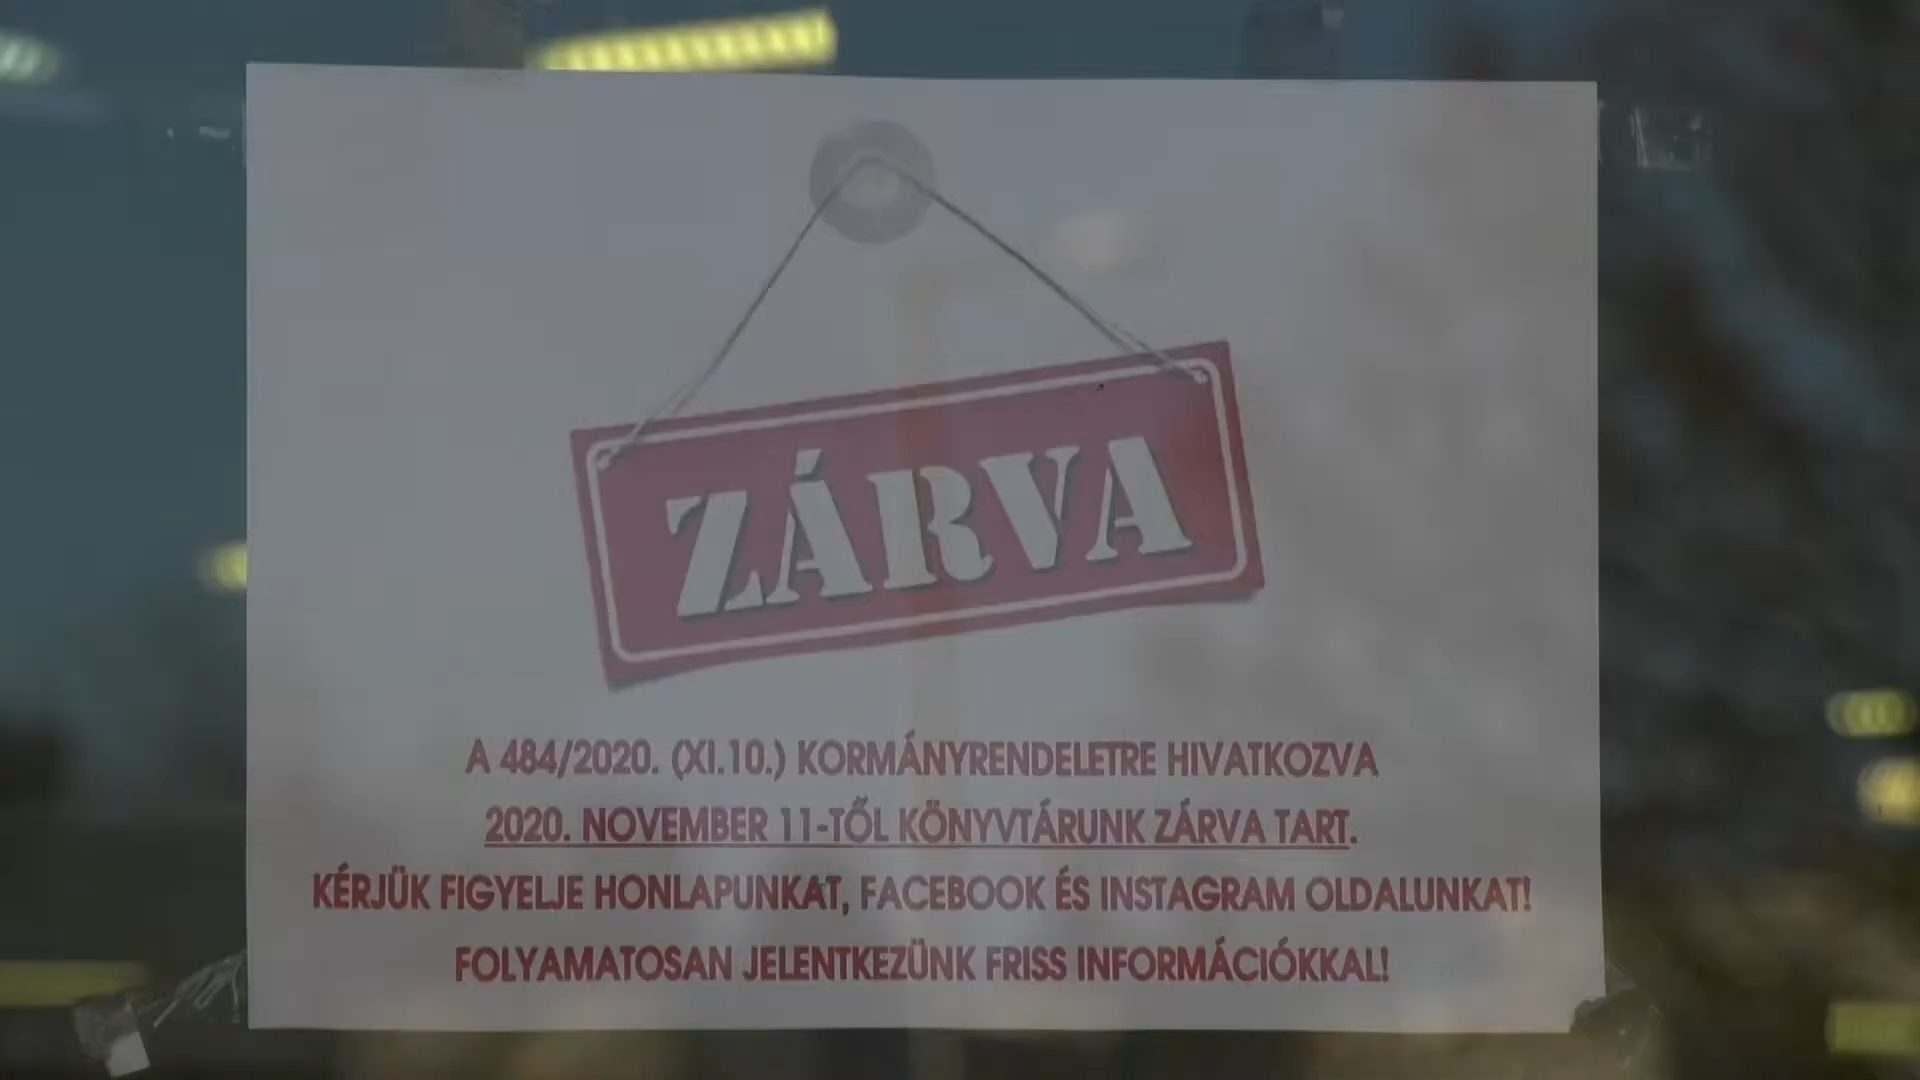 ZÁRVA
A 484/2020. (XI.10.) KORMÁNYRENDELETRE HIVATKOZVA
2020. NOVEMBER 11-TŐL KÖNYVTÁRUNK ZÁRVA TART.
KÉRJÜK FIGYELJE HONLAPUNKAT, FACEBOOK ÉS INSTAGRAM OLDALUNKAT!
FOLYAMATOSAN JELENTKEZÜNK FRISS INFORMÁCIÓKKAL!